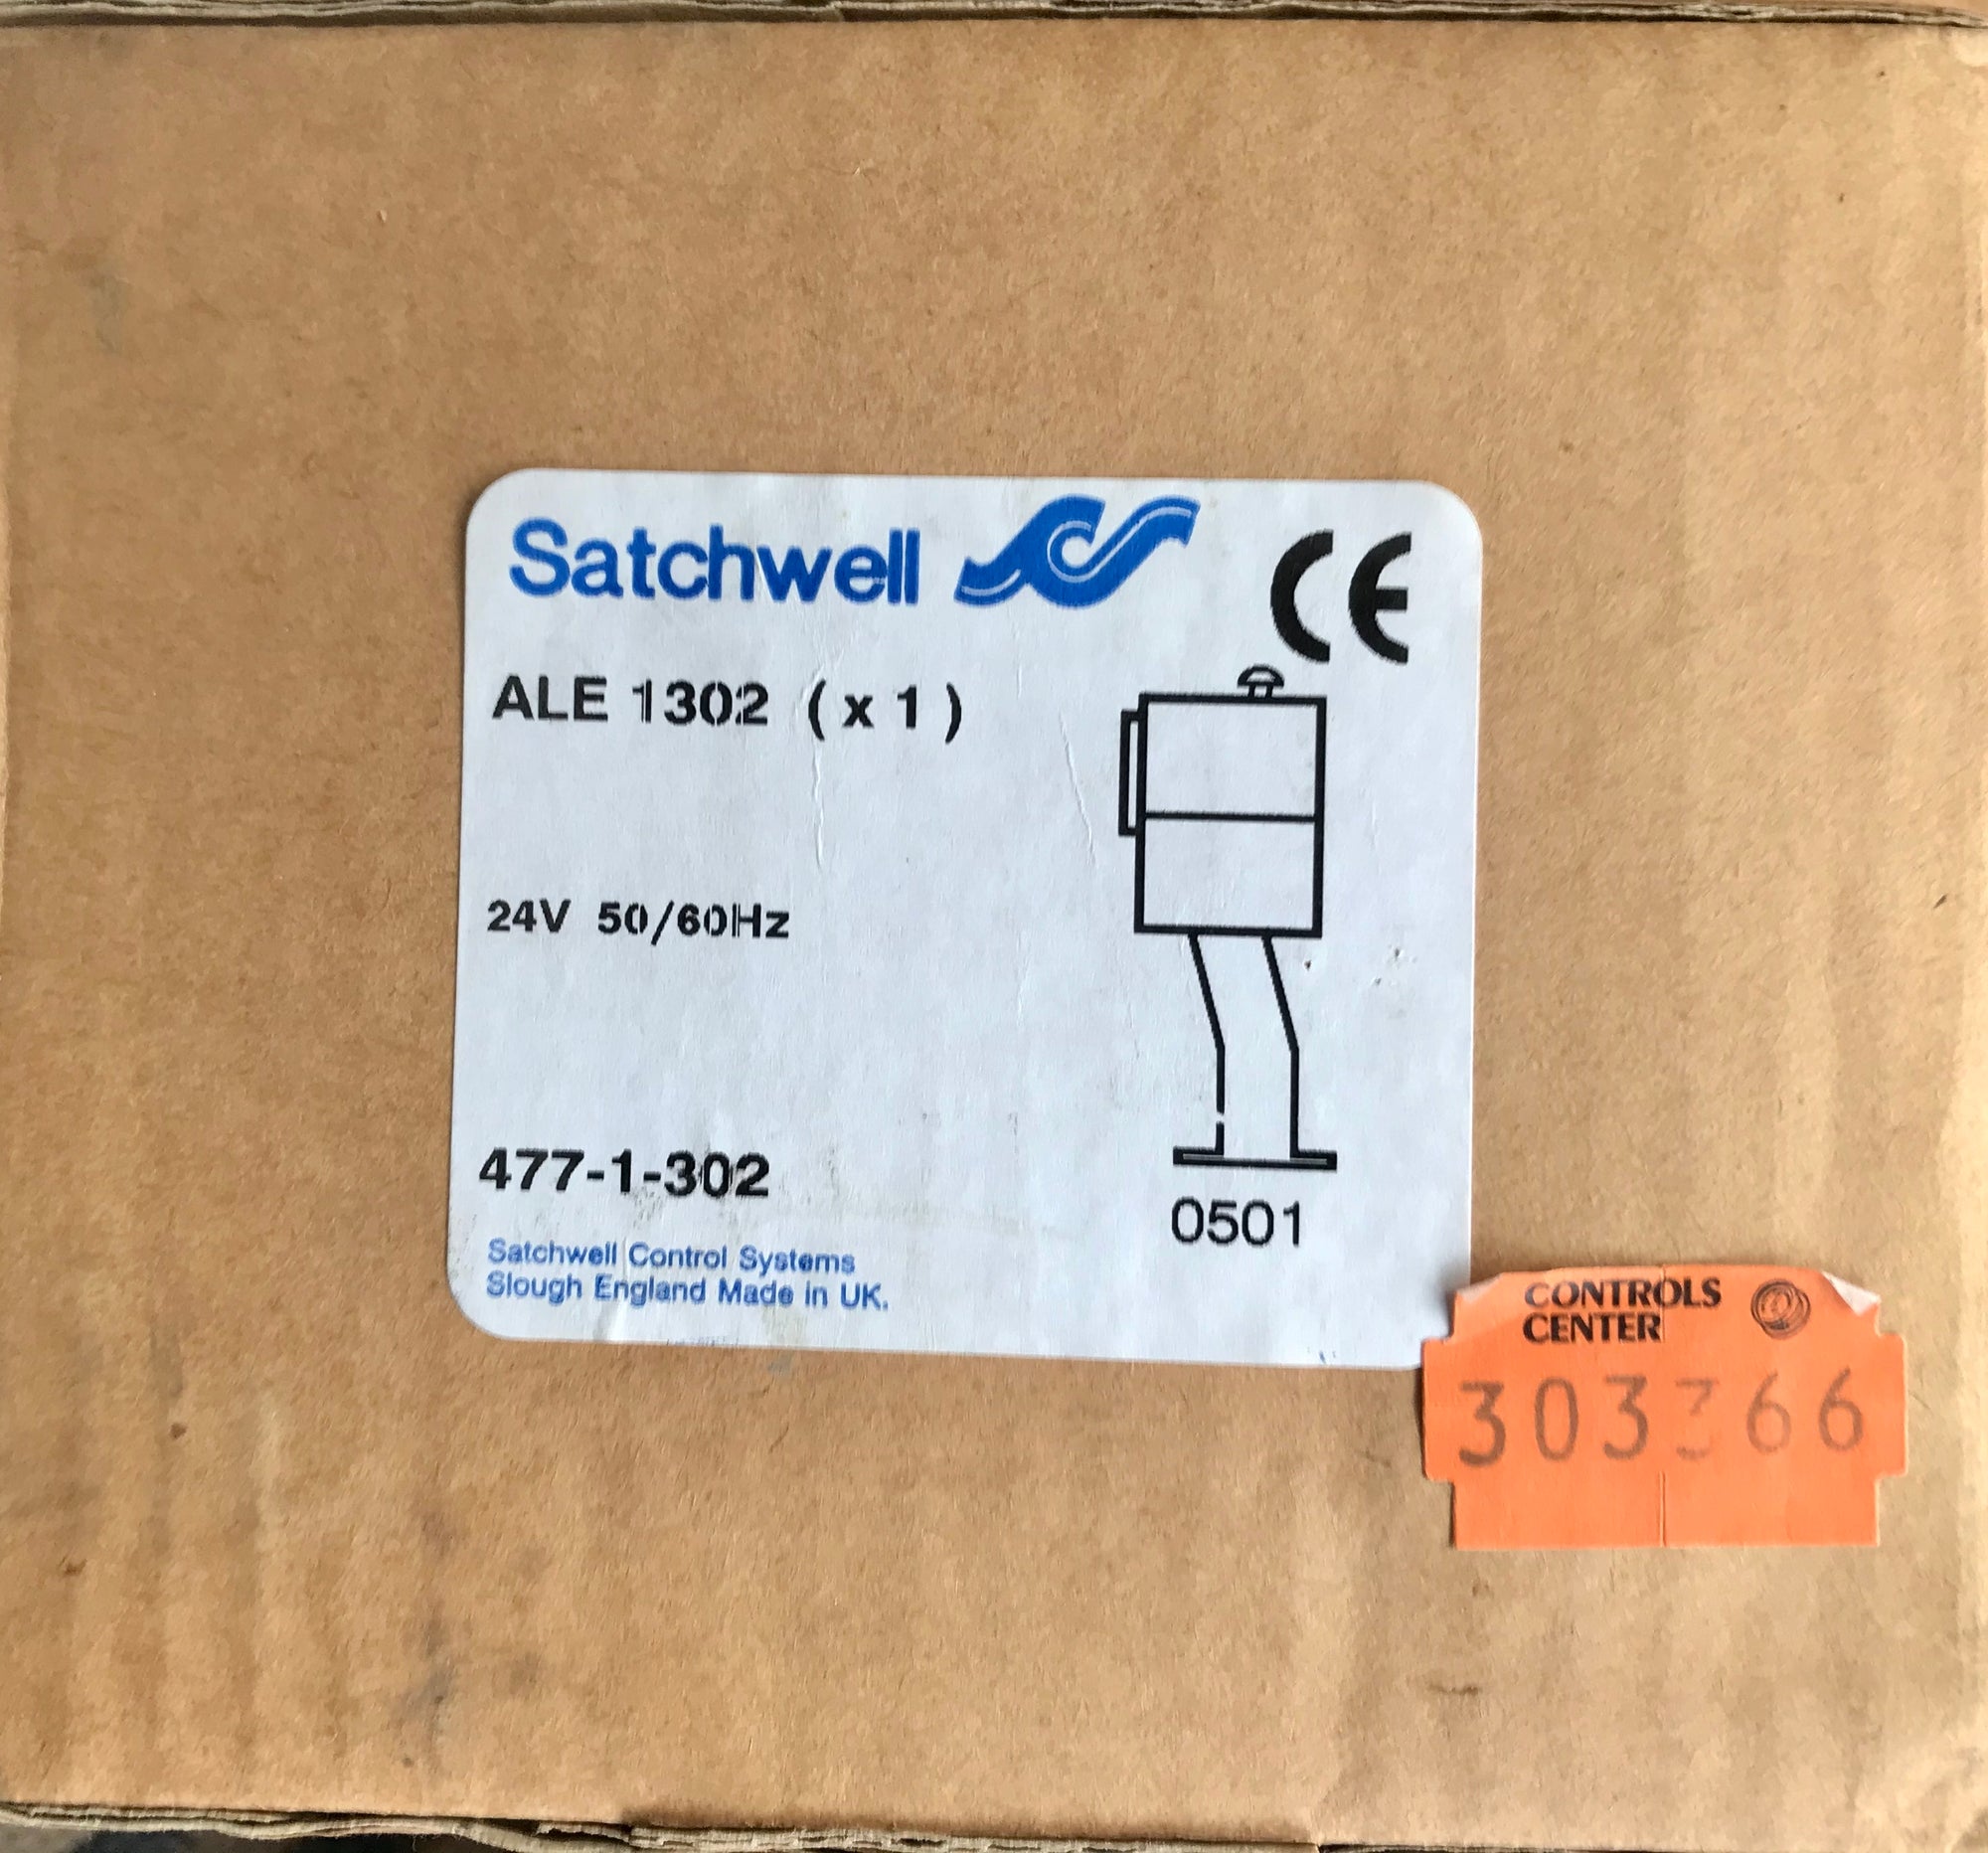 Satchwell
CE
ALE 1302 ( x 1 )
24V 50/60Hz
477-1-302
0501
Satchwell Control Systems
Slough England Made in UK.
CONTROLS
CENTER
303366